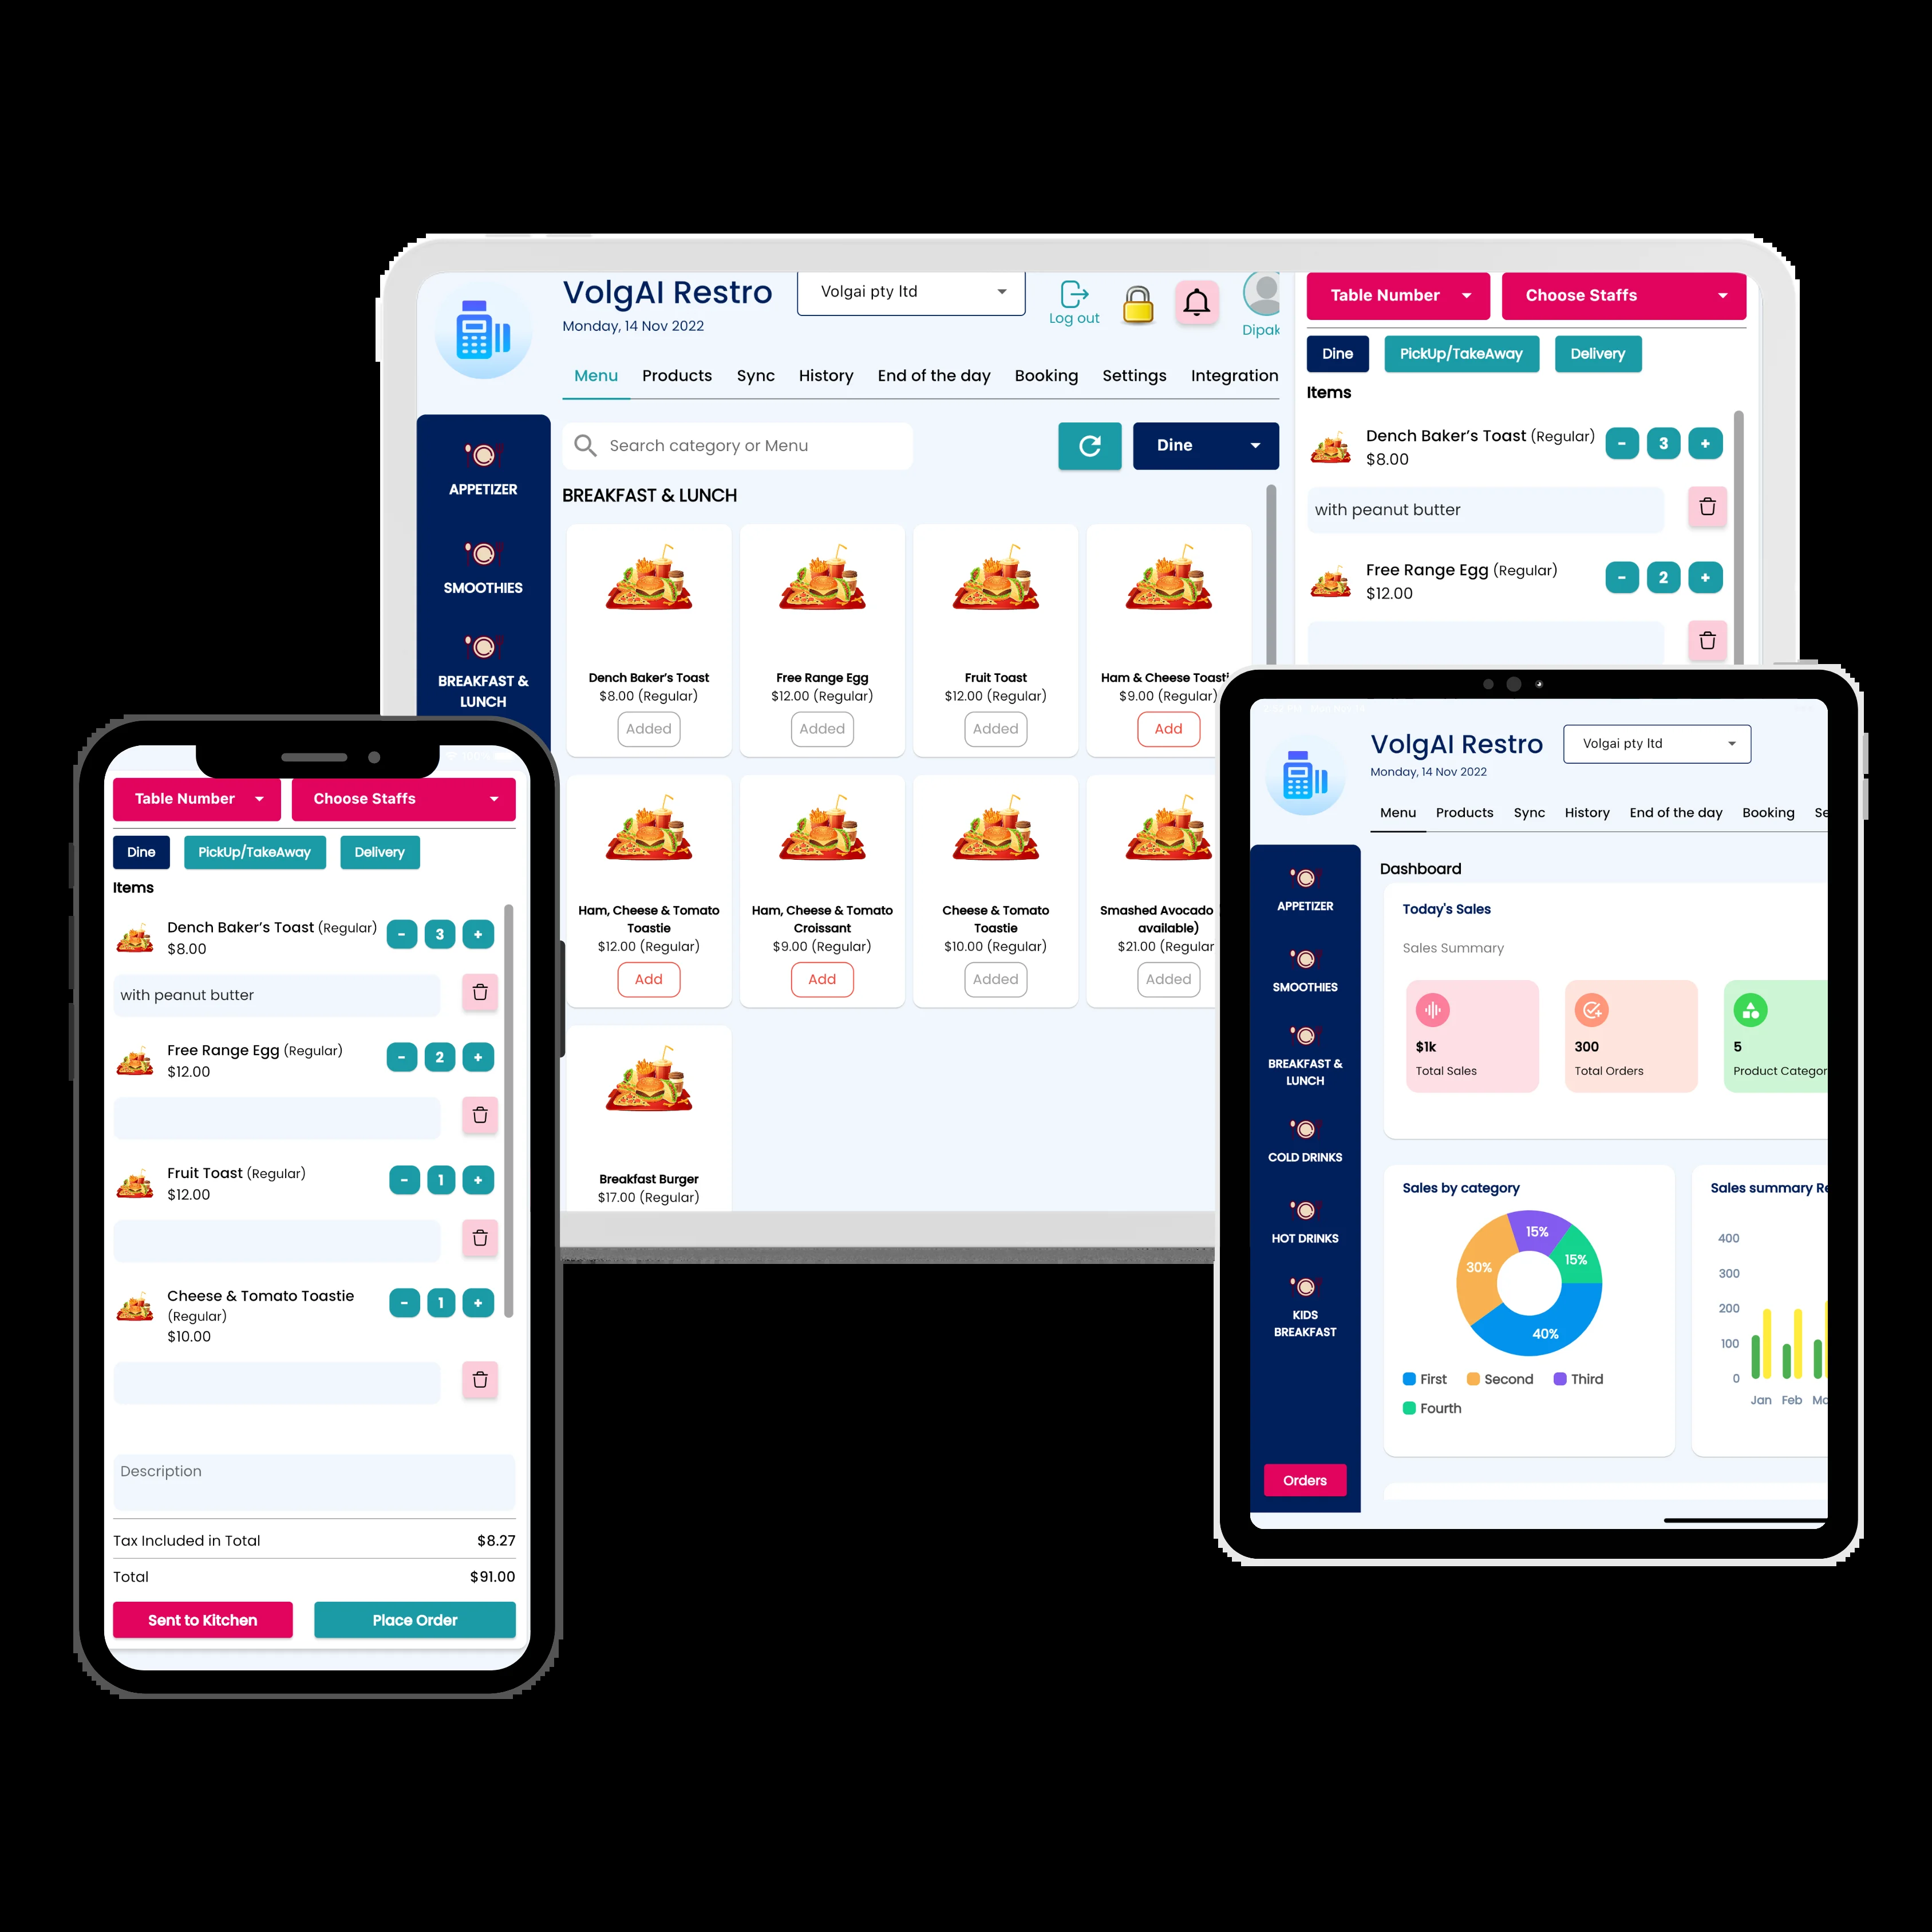 VolgAI Restro
Monday, 14 Nov 2022
Volgai pty ltd
Log out
Dipak
Menu Products Sync History End of the day Booking Settings Integration
Search category or Menu
Dine
APPETIZER
SMOOTHIES
BREAKFAST &
LUNCH
BREAKFAST & LUNCH
Dench Baker's Toast
$8.00 (Regular)
Added
Free Range Egg
$12.00 (Regular)
Added
Fruit Toast
$12.00 (Regular)
Added
Ham & Cheese Toasti
$9.00 (Regular)
Add
Ham, Cheese & Tomato
Toastie
$12.00 (Regular)
Add
Ham, Cheese & Tomato
Croissant
$9.00 (Regular)
Add
Cheese & Tomato
Toastie
$10.00 (Regular)
Added
Smashed Avocado
available)
$21.00 (Regular
Added
Breakfast Burger
$17.00 (Regular)
Table Number Choose Staffs
Dine PickUp/TakeAway Delivery
Items
Dench Baker's Toast (Regular) - 3 +
$8.00
with peanut butter
Free Range Egg (Regular) - 2 +
$12.00
Table Number Choose Staffs
Dine PickUp/TakeAway Delivery
Items
Dench Baker's Toast (Regular) - 3 +
$8.00
with peanut butter
Free Range Egg (Regular) - 2 +
$12.00
Fruit Toast (Regular) - 1 +
$12.00
Cheese & Tomato Toastie - 1 +
(Regular)
$10.00
Description
Tax Included in Total $8.27
Total $91.00
Sent to Kitchen Place Order
VolgAI Restro
Monday, 14 Nov 2022
Volgai pty ltd
Menu Products Sync History End of the day Booking Se
APPETIZER
SMOOTHIES
BREAKFAST &
LUNCH
COLD DRINKS
HOT DRINKS
KIDS
BREAKFAST
Orders
Dashboard
Today's Sales
Sales Summary
$1k
Total Sales
300
Total Orders
5
Product Categor
Sales by category
15%
15%
30%
40%
First Second Third
Fourth
Sales summary Re
400
300
200
100
0
Jan Feb Mo